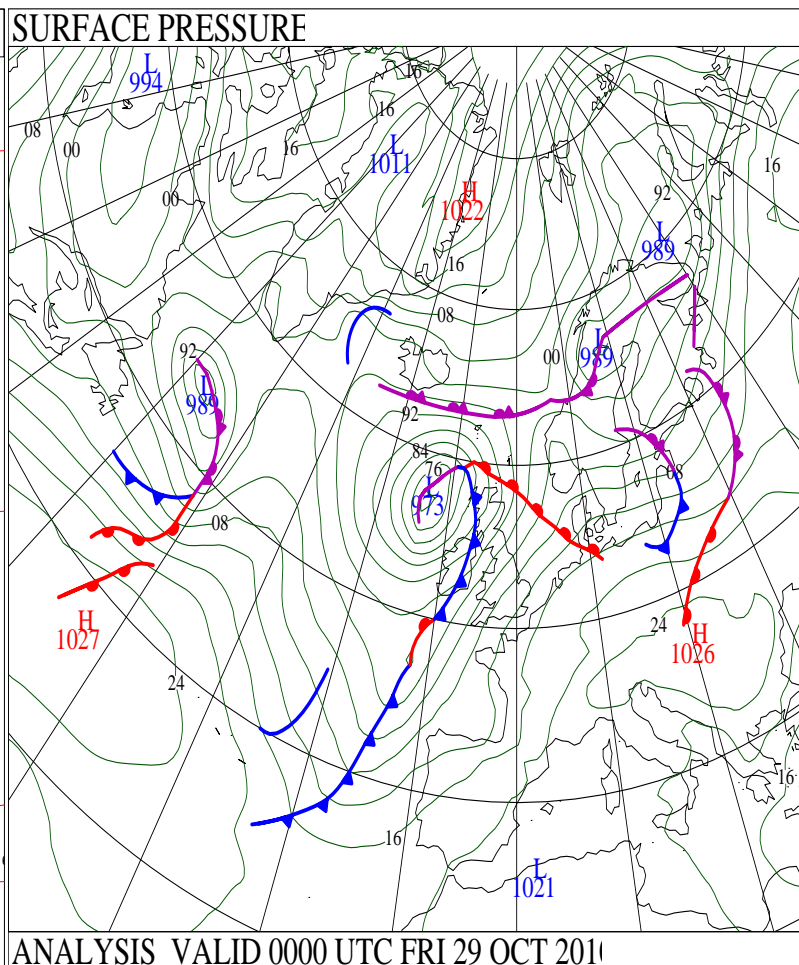 SURFACE PRESSURE
L
994
16
16
08
00
16
L
1011
16
00
H
1022
92
L
989
16
08
92
L
989
00
L
989
92
84
76
L
973
08
08
H
1027
24
24
H
1026
16
16
L
1021
ANALYSIS VALID 0000 UTC FRI 29 OCT 201